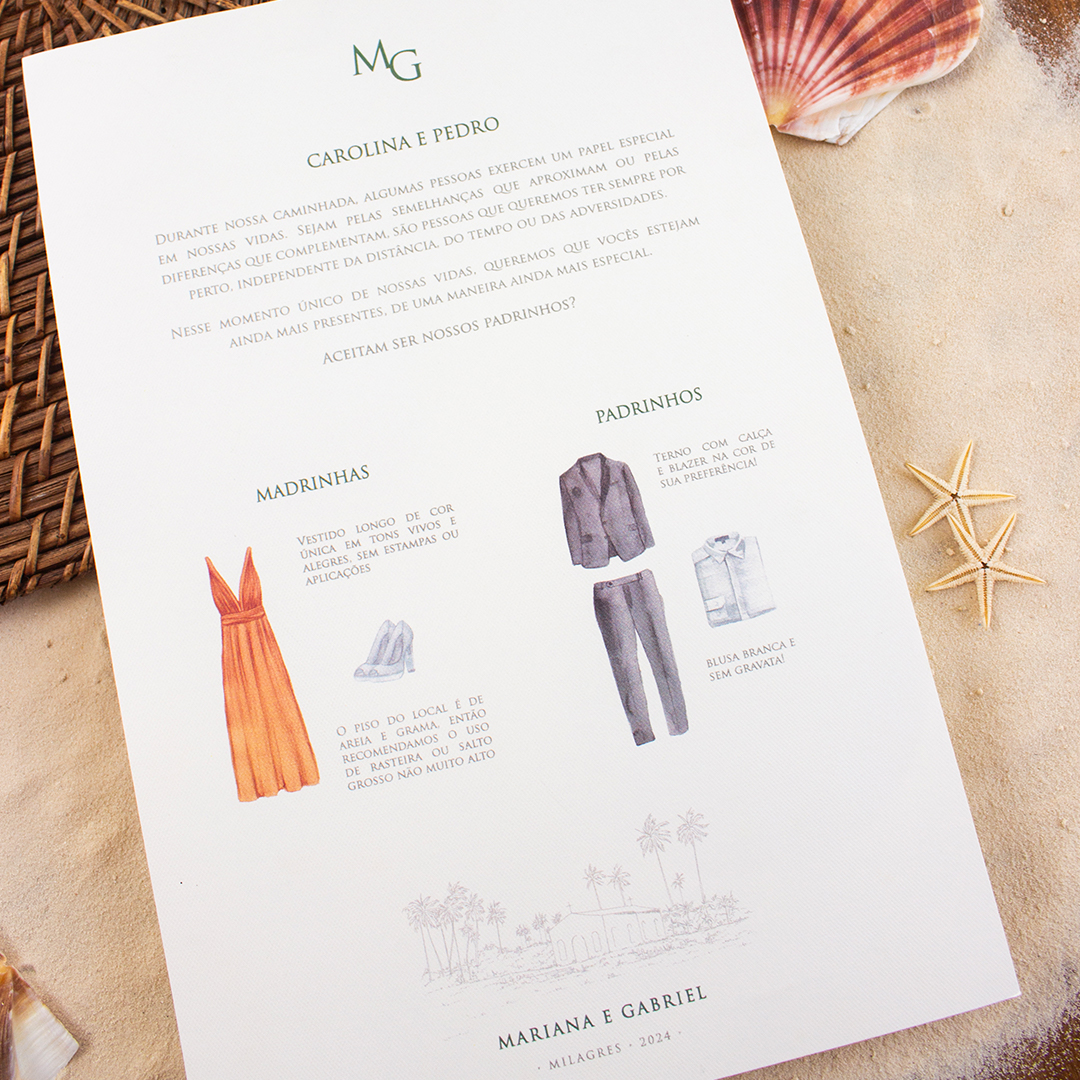 MG
CAROLINA E PEDRO
DURANTE NOSSA CAMINHADA, ALGUMAS PESSOAS EXERCEM UM PAPEL ESPECIAL
EM NOSSAS VIDAS. SEJAM PELAS SEMELHANÇAS QUE APROXIMAM OU PELAS
DIFERENÇAS QUE COMPLEMENTAM, SÃO PESSOAS QUE QUEREMOS TER SEMPRE POR
PERTO, INDEPENDENTE DA DISTÂNCIA, DO TEMPO OU DAS ADVERSIDADES.
NESSE MOMENTO ÚNICO DE NOSSAS VIDAS, QUEREMOS QUE VOCÊS ESTEJAM
AINDA MAIS PRESENTES, DE UMA MANEIRA AINDA MAIS ESPECIAL.
ACEITAM SER NOSSOS PADRINHOS?
MADRINHAS
VESTIDO LONGO DE COR
ÚNICA EM TONS VIVOS E
ALEGRES, SEM ESTAMPAS OU
APLICAÇÕES
O PISO DO LOCAL É DE
AREIA E GRAMA, ENTÃO
RECOMENDAMOS O USO
DE RASTEIRA OU SALTO
GROSSO NÃO MUITO ALTO
PADRINHOS
TERNO COM CALÇA
E BLAZER NA COR DE
SUA PREFERÊNCIA!
BLUSA BRANCA E
SEM GRAVATA!
MARIANA E GABRIEL
· MILAGRES · 2024 ·